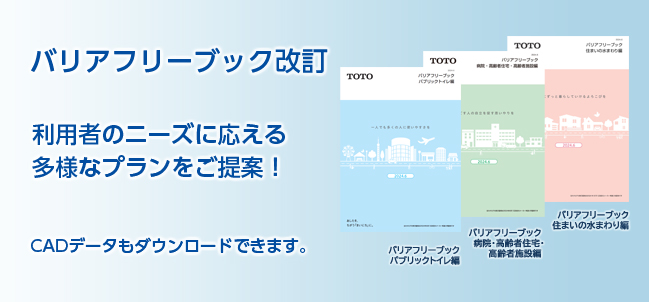 バリアフリーブック改訂
利用者のニーズに応える
多様なプランをご提案！
CADデータもダウンロードできます。
TOTO
バリアフリーブック
パブリックトイレ編
バリアフリーブック
パブリックトイレ編
TOTO
バリアフリーブック
病院・高齢者住宅・高齢者施設編
バリアフリーブック
病院・高齢者住宅・
高齢者施設編
TOTO
バリアフリーブック
住まいの水まわり編
バリアフリーブック
住まいの水まわり編